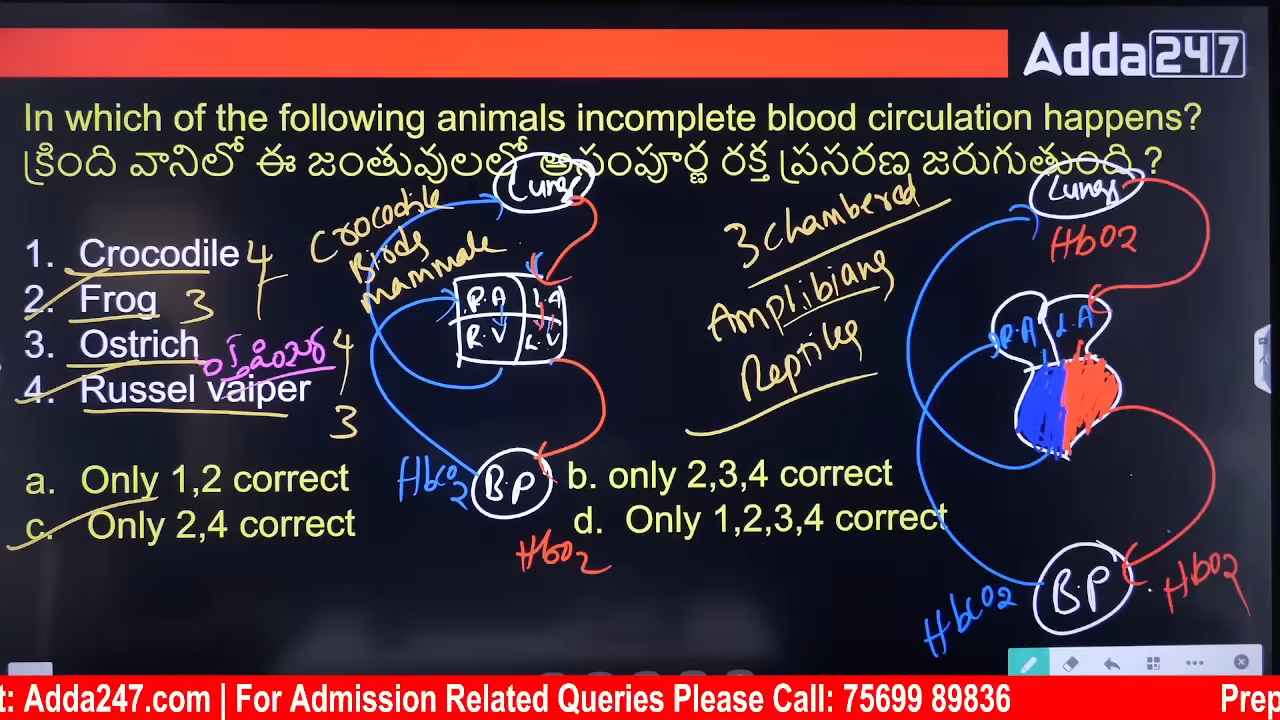 Adda247
In which of the following animals incomplete blood circulation happens?
క్రింది వానిలో ఈ జంతువులలో అసంపూర్ణ రక్త ప్రసరణ జరుగుతుంది ?
1. Crocodile 4
2. Frog 3
3. Ostrich 4
4. Russel vaiper 3
Crocodile
Birds
mammals
Lungs
R.A L.A
R.V L.V
B.P
HbCO2
HbO2
3 chambered
Amplibians
Reptiles
Lungs
HbO2
R.A L.A
B.P
HbCO2
HbO2
a. Only 1,2 correct
b. only 2,3,4 correct
c. Only 2,4 correct
d. Only 1,2,3,4 correct
t: Adda247.com | For Admission Related Queries Please Call: 75699 89836
Prep